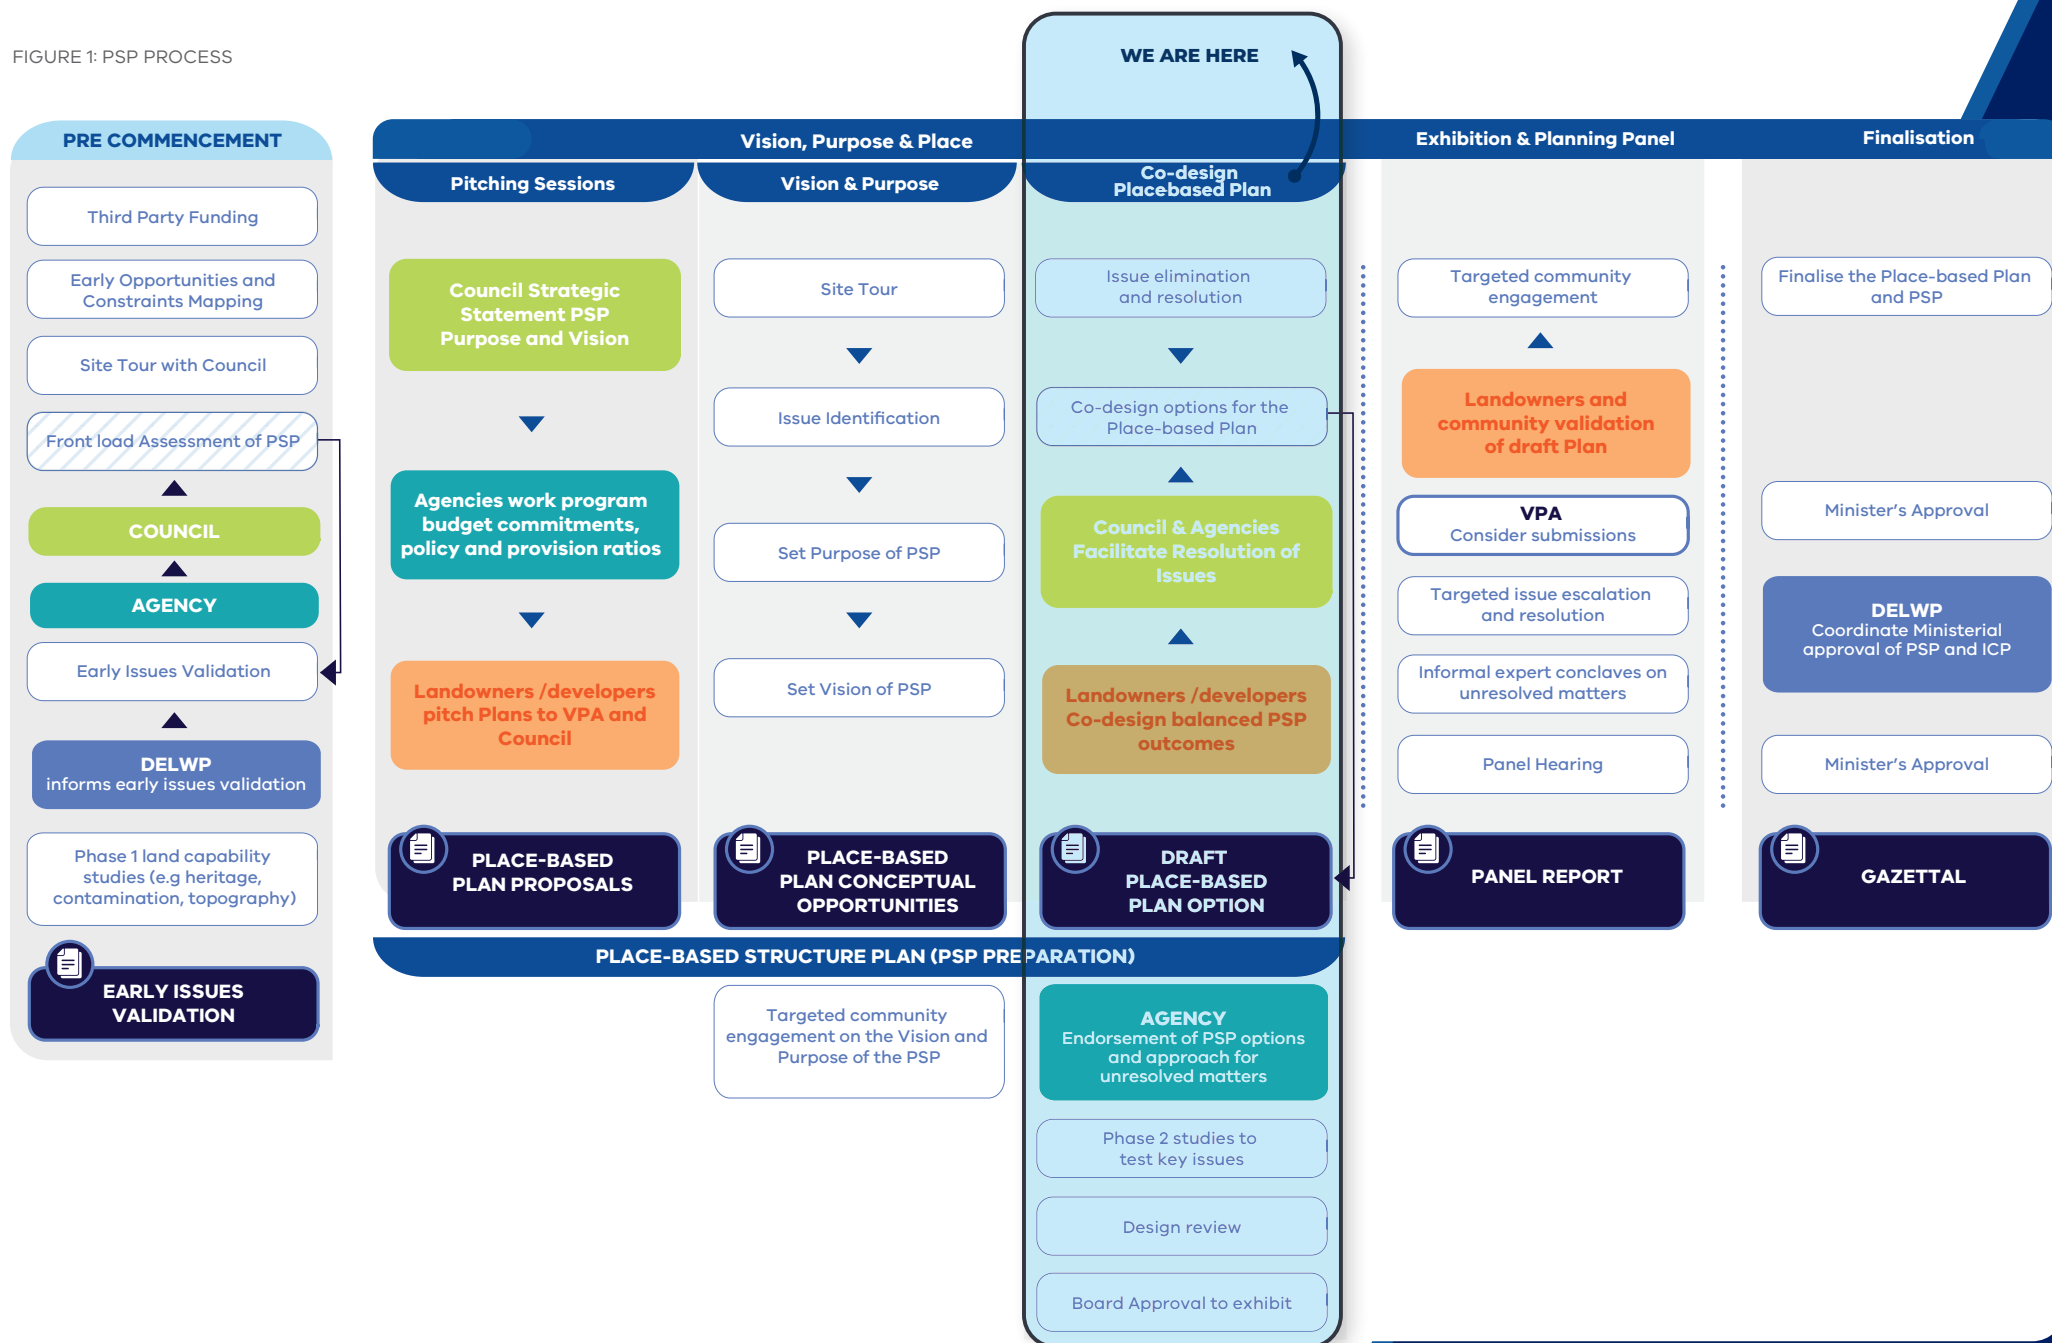 FIGURE 1: PSP PROCESS
WE ARE HERE
PRE COMMENCEMENT
Third Party Funding
Early Opportunities and
Constraints Mapping
Site Tour with Council
Front load Assessment of PSP
COUNCIL
AGENCY
Early Issues Validation
DELWP
informs early issues validation
Phase 1 land capability
studies (e.g heritage,
contamination, topography)
EARLY ISSUES
VALIDATION
Vision, Purpose & Place
Pitching Sessions
Council Strategic
Statement PSP
Purpose and Vision
Agencies work program
budget commitments,
policy and provision ratios
Landowners /developers
pitch Plans to VPA and
Council
PLACE-BASED
PLAN PROPOSALS
Vision & Purpose
Site Tour
Issue Identification
Set Purpose of PSP
Set Vision of PSP
PLACE-BASED
PLAN CONCEPTUAL
OPPORTUNITIES
Co-design
Placebased Plan
Issue elimination
and resolution
Co-design options for the
Place-based Plan
Council & Agencies
Facilitate Resolution of
Issues
Landowners /developers
Co-design balanced PSP
outcomes
DRAFT
PLACE-BASED
PLAN OPTION
PLACE-BASED STRUCTURE PLAN (PSP PREPARATION)
Targeted community
engagement on the Vision and
Purpose of the PSP
AGENCY
Endorsement of PSP options
and approach for
unresolved matters
Phase 2 studies to
test key issues
Design review
Board Approval to exhibit
Exhibition & Planning Panel
Targeted community
engagement
Landowners and
community validation
of draft Plan
VPA
Consider submissions
Targeted issue escalation
and resolution
Informal expert conclaves on
unresolved matters
Panel Hearing
PANEL REPORT
Finalisation
Finalise the Place-based Plan
and PSP
Minister's Approval
DELWP
Coordinate Ministerial
approval of PSP and ICP
Minister's Approval
GAZETTAL